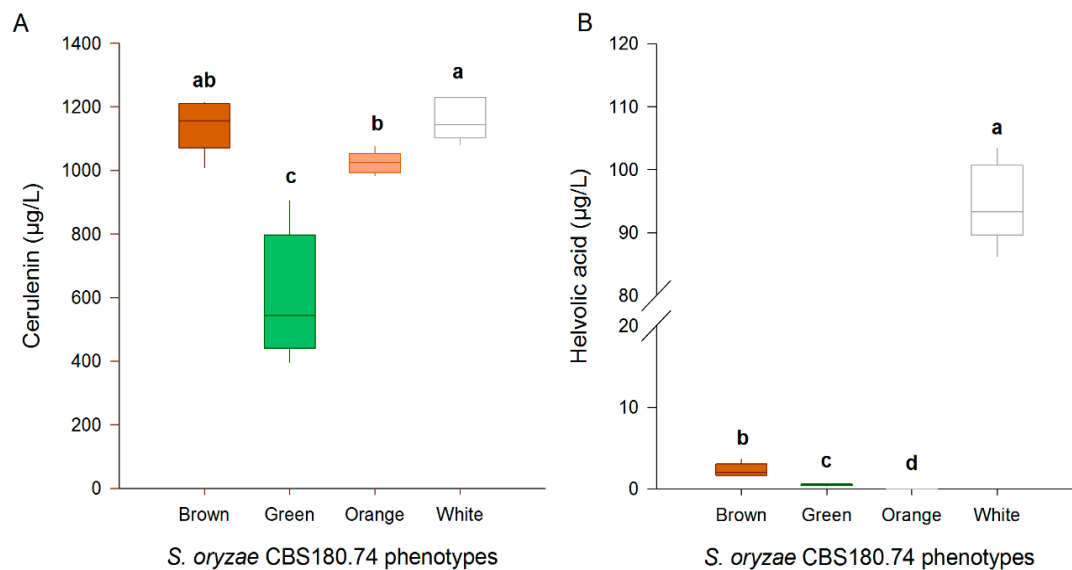 A
Cerulenin (µg/L)
1400
1200
1000
800
600
400
200
0
ab
c
b
a
Brown
Green
Orange
White
S. oryzae CBS180.74 phenotypes
B
Helvolic acid (µg/L)
120
110
100
90
80
20
10
0
b
c
d
a
Brown
Green
Orange
White
S. oryzae CBS180.74 phenotypes